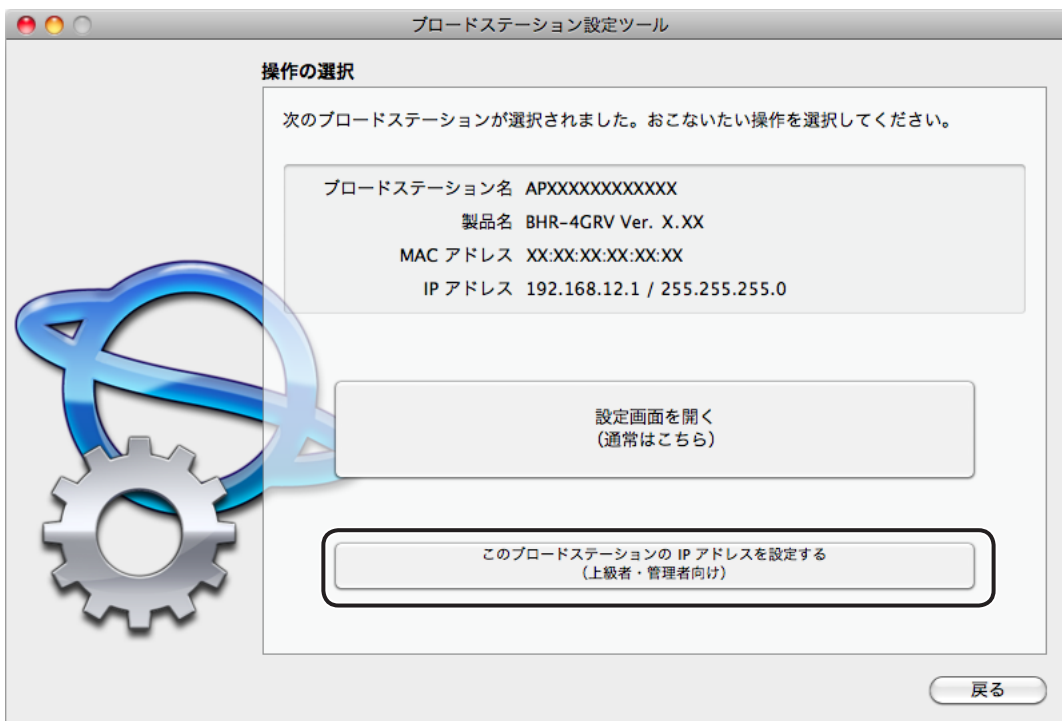 ブロードステーション設定ツール
操作の選択
次のブロードステーションが選択されました。おこないたい操作を選択してください。
ブロードステーション名 APXXXXXXXXXXXX
製品名 BHR-4GRV Ver. X.XX
MAC アドレス XX:XX:XX:XX:XX:XX
IP アドレス 192.168.12.1 / 255.255.255.0
設定画面を開く
（通常はこちら）
このブロードステーションの IP アドレスを設定する
（上級者・管理者向け）
戻る